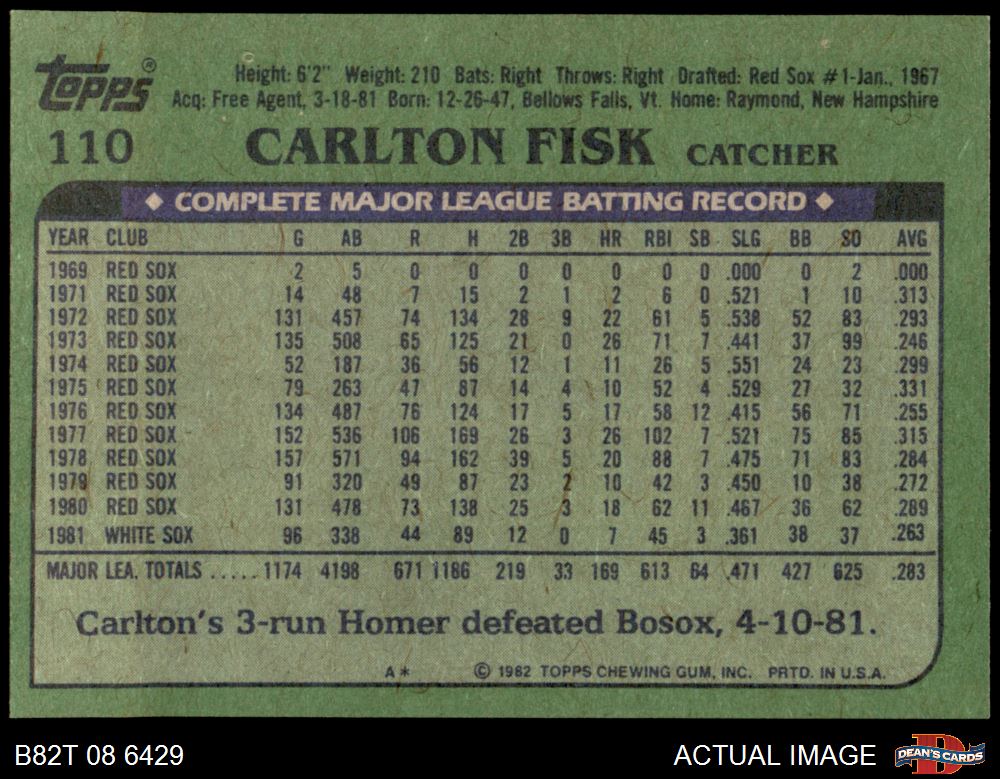 Topps®
Height: 6'2" Weight: 210 Bats: Right Throws: Right Drafted: Red Sox #1-Jan., 1967
Acq: Free Agent, 3-18-81 Born: 12-26-47, Bellows Falls, Vt. Home: Raymond, New Hampshire
110 CARLTON FISK CATCHER
◆ COMPLETE MAJOR LEAGUE BATTING RECORD ◆
YEAR CLUB G AB R H 2B 3B HR RBI SB SLG BB SO AVG
1969 RED SOX 2 5 0 0 0 0 0 0 0 .000 0 2 .000
1971 RED SOX 14 48 7 15 2 1 2 6 0 .521 1 10 .313
1972 RED SOX 131 457 74 134 28 9 22 61 5 .538 52 83 .293
1973 RED SOX 135 508 65 125 21 0 26 71 7 .441 37 99 .246
1974 RED SOX 52 187 36 56 12 1 11 26 5 .551 24 23 .299
1975 RED SOX 79 263 47 87 14 4 10 52 4 .529 27 32 .331
1976 RED SOX 134 487 76 124 17 5 17 58 12 .415 56 71 .255
1977 RED SOX 152 536 106 169 26 3 26 102 7 .521 75 85 .315
1978 RED SOX 157 571 94 162 39 5 20 88 7 .475 71 83 .284
1979 RED SOX 91 320 49 87 23 2 10 42 3 .450 10 38 .272
1980 RED SOX 131 478 73 138 25 3 18 62 11 .467 36 62 .289
1981 WHITE SOX 96 338 44 89 12 0 7 45 3 .361 38 37 .263
MAJOR LEA. TOTALS ..... 1174 4198 671 1186 219 33 169 613 64 .471 427 625 .283
Carlton's 3-run Homer defeated Bosox, 4-10-81.
A* © 1982 TOPPS CHEWING GUM, INC. PRTD. IN U.S.A.
B82T 08 6429 ACTUAL IMAGE DEAN'S CARDS